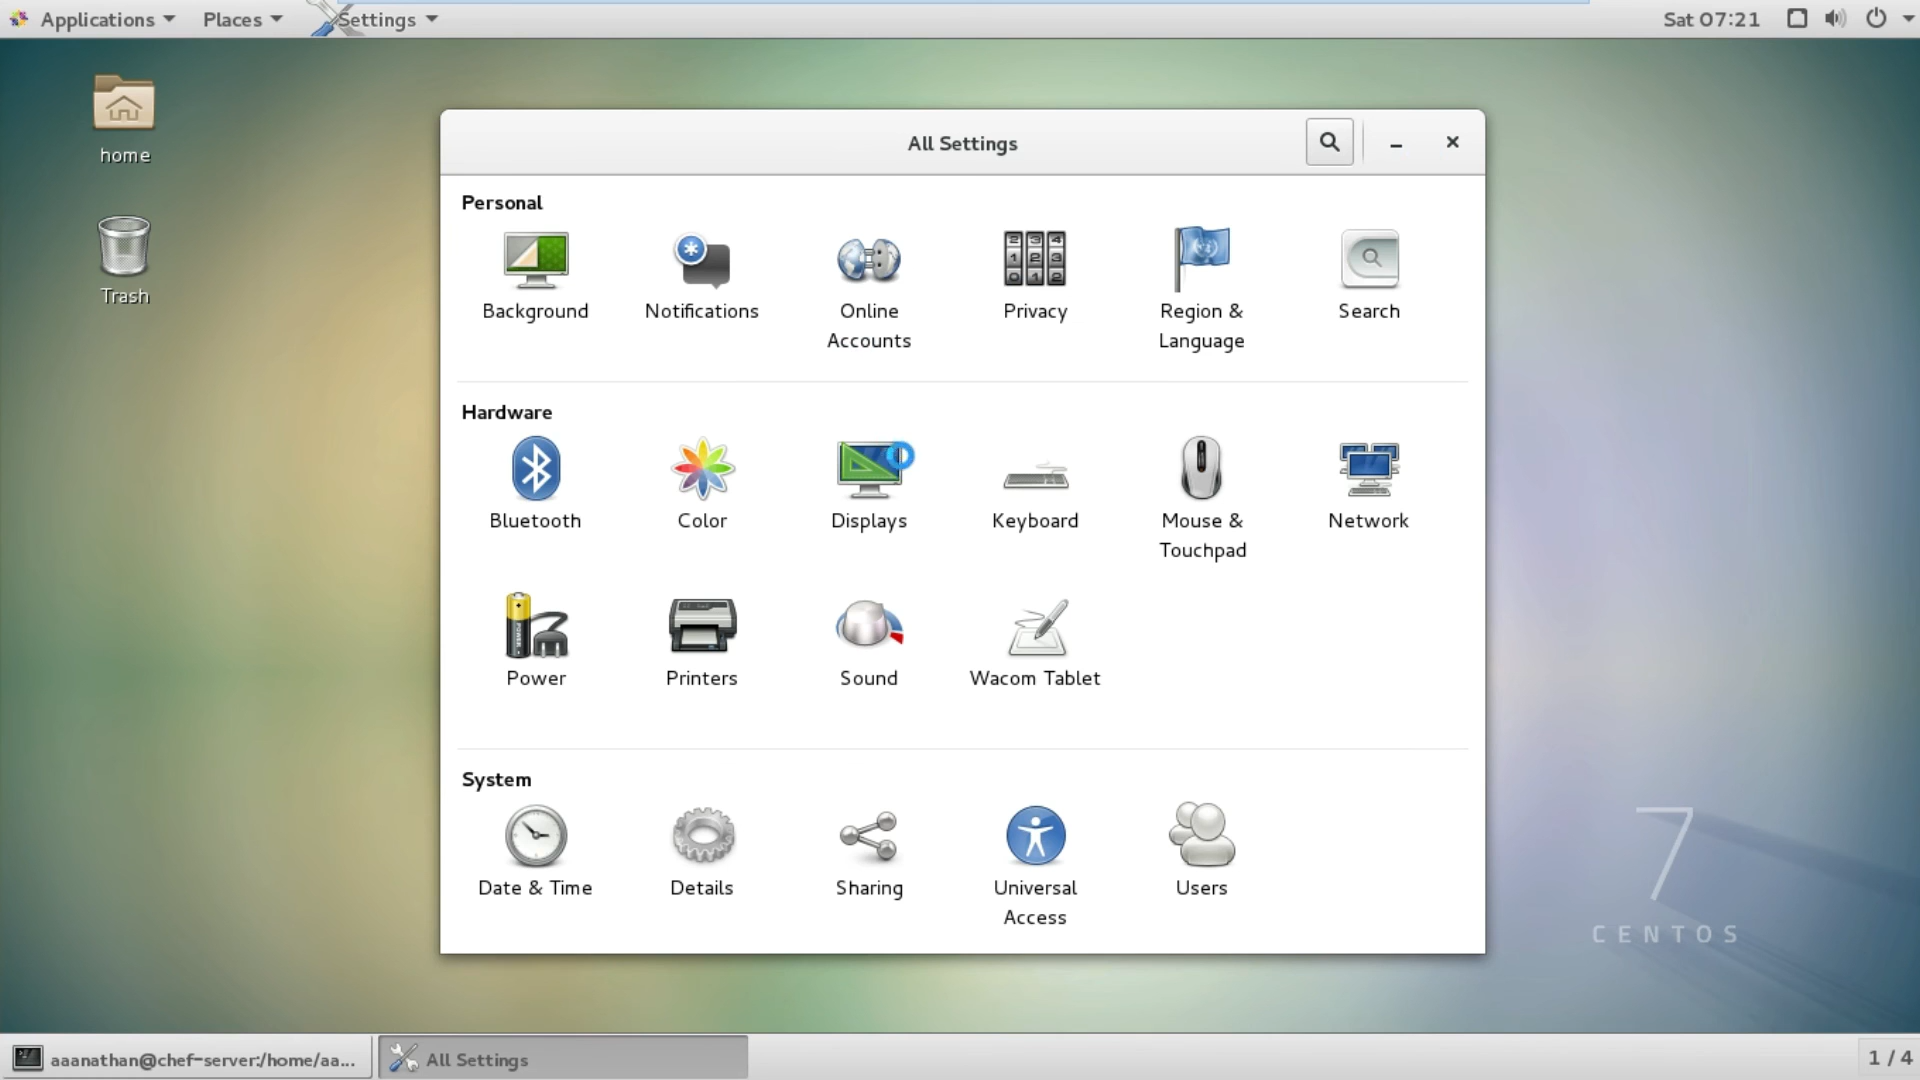 Applications Places Settings Sat 07:21
home
Trash
All Settings
Personal
Background Notifications Online Accounts Privacy Region & Language Search
Hardware
Bluetooth Color Displays Keyboard Mouse & Touchpad Network
Power Printers Sound Wacom Tablet
System
Date & Time Details Sharing Universal Access Users
7
CENTOS
aaanathan@chef-server:/home/aa... All Settings 1 / 4